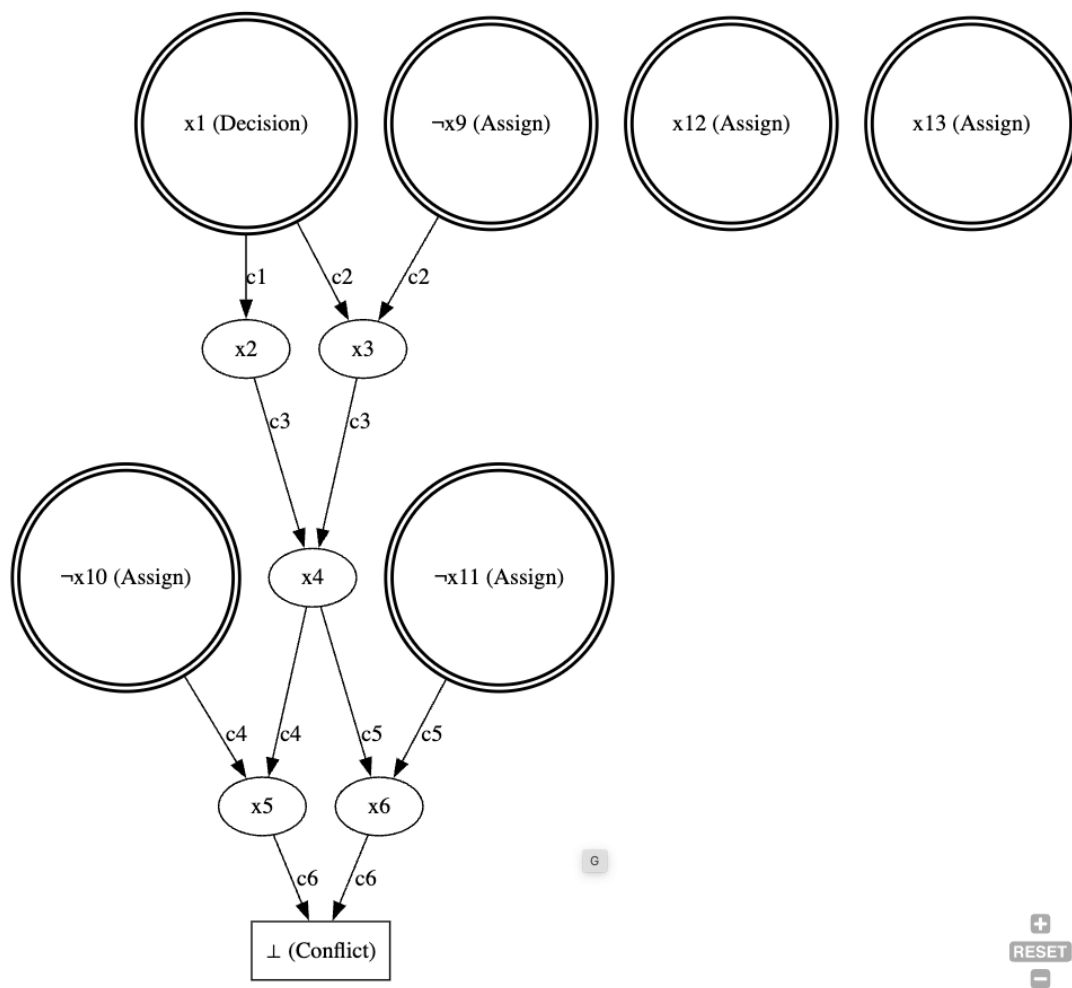 x1 (Decision)
¬x9 (Assign)
x12 (Assign)
x13 (Assign)
c1
c2
c2
x2
x3
c3
c3
¬x10 (Assign)
x4
¬x11 (Assign)
c4
c4
c5
c5
x5
x6
G
c6
c6
⊥ (Conflict)
+
RESET
−